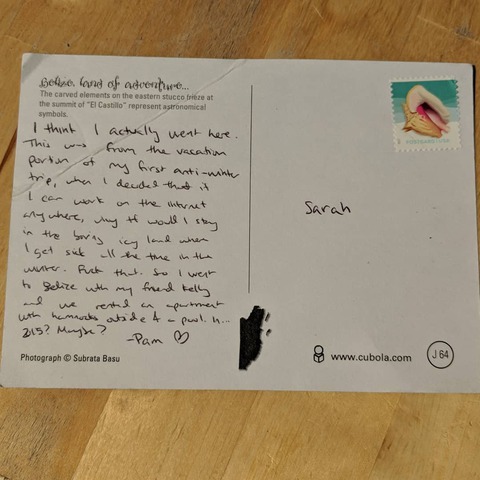 Belize, land of adventure...
The carved elements on the eastern stucco frieze at
the summit of "El Castillo" represent astronomical
symbols.
I think I actually went here.
This was from the vacation
portion of my first anti-winter
trip, when I decided that if
I can work on the internet
anywhere, why tf would I stay
in the boring icy land when
I get sick all the time in the
winter. Fuck that. So I went
to Belize with my friend Kelly
and we rented an apartment
with hammocks outside & a pool. In...
2015? Maybe?
-Pam ♡
Sarah
Photograph © Subrata Basu
www.cubola.com
J 64